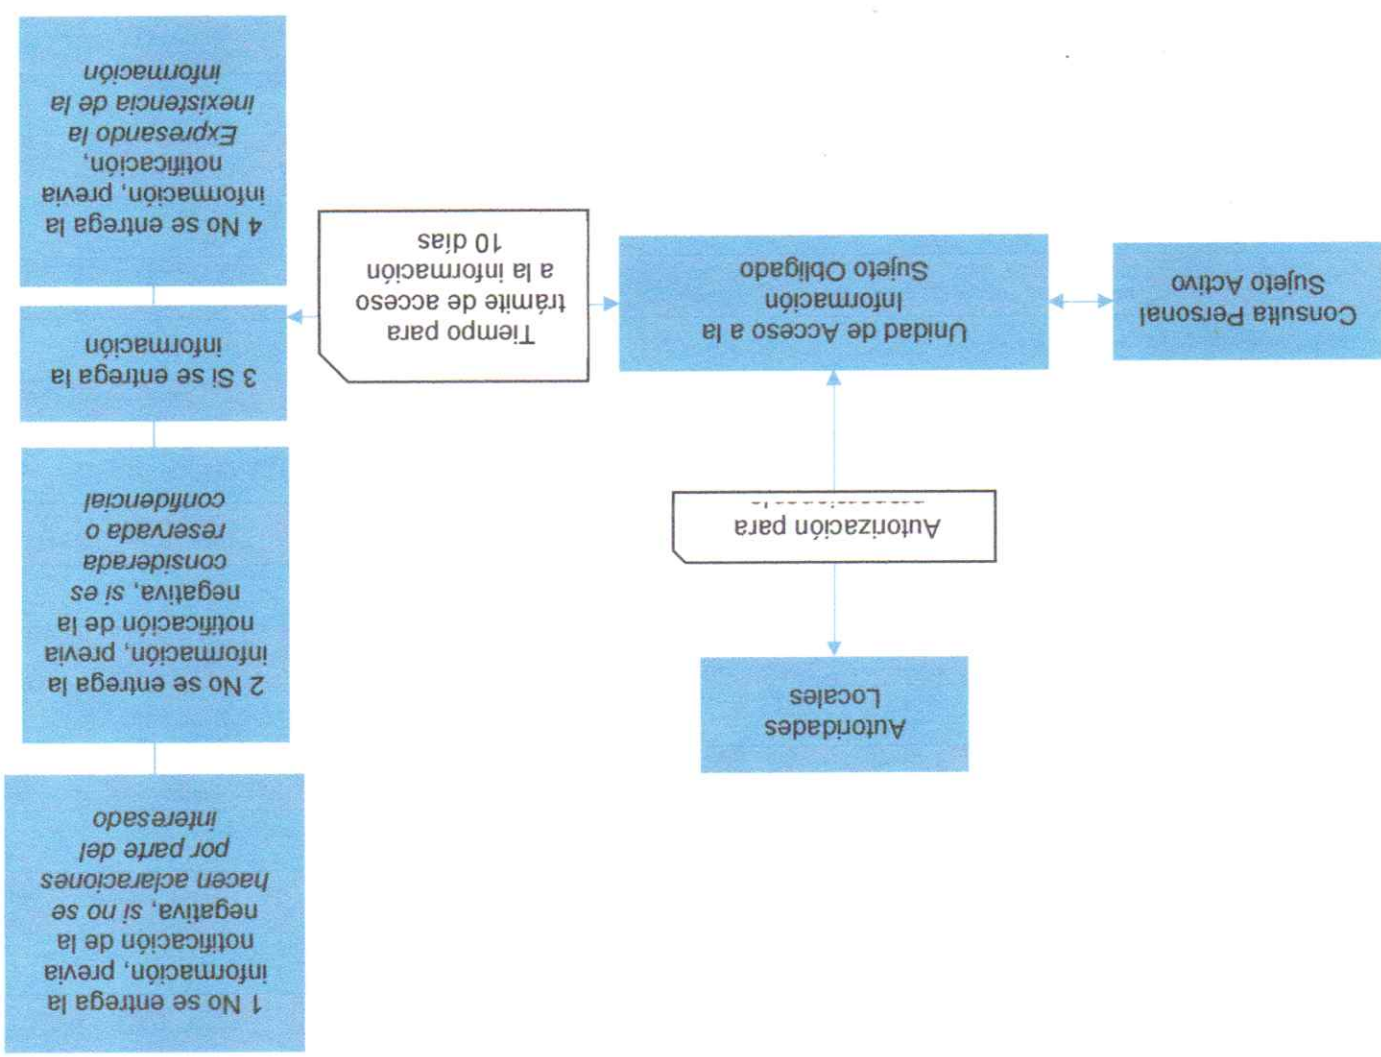 1 No se entrega la
información, previa
notificación de la
negativa, si no se
hacen aclaraciones
por parte del
interesado
Autoridades
Locales
2 No se entrega la
información, previa
notificación de la
negativa, si es
considerada
reservada o
confidencial
Autorización para
Consulta Personal
Sujeto Activo
Unidad de Acceso a la
Información
Sujeto Obligado
Tiempo para
trámite de acceso
a la información
10 días
3 Si se entrega la
información
4 No se entrega la
información, previa
notificación,
Expresando la
inexistencia de la
información